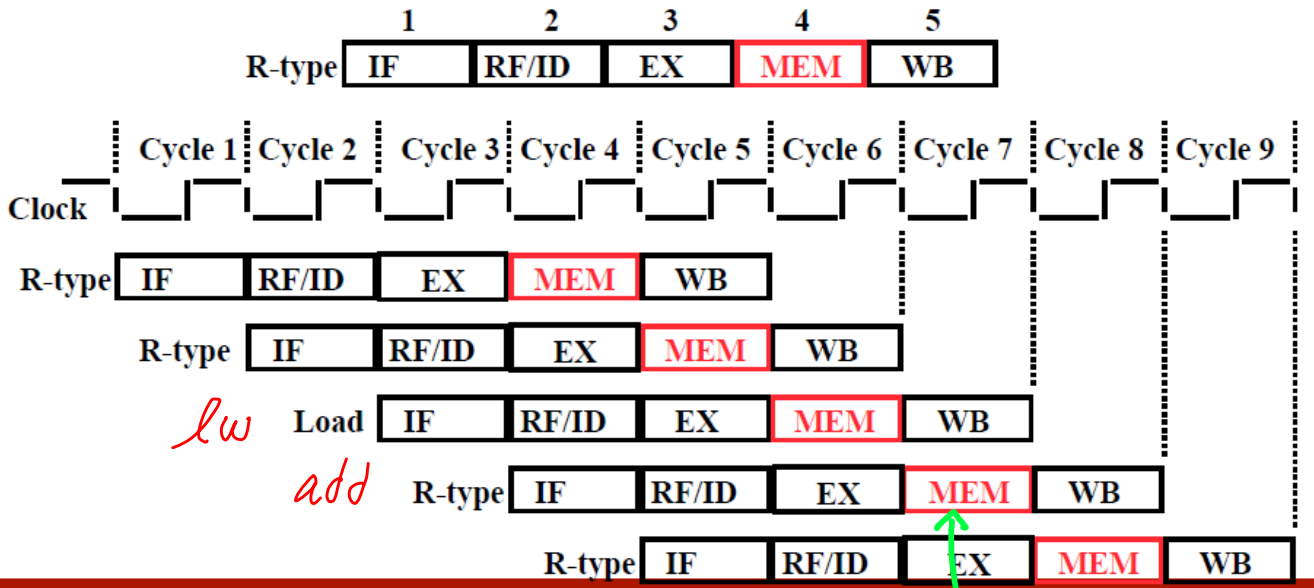 1 2 3 4 5
R-type IF RF/ID EX MEM WB
Cycle 1 Cycle 2 Cycle 3 Cycle 4 Cycle 5 Cycle 6 Cycle 7 Cycle 8 Cycle 9
Clock
R-type IF RF/ID EX MEM WB
R-type IF RF/ID EX MEM WB
lw Load IF RF/ID EX MEM WB
add R-type IF RF/ID EX MEM WB
R-type IF RF/ID EX MEM WB